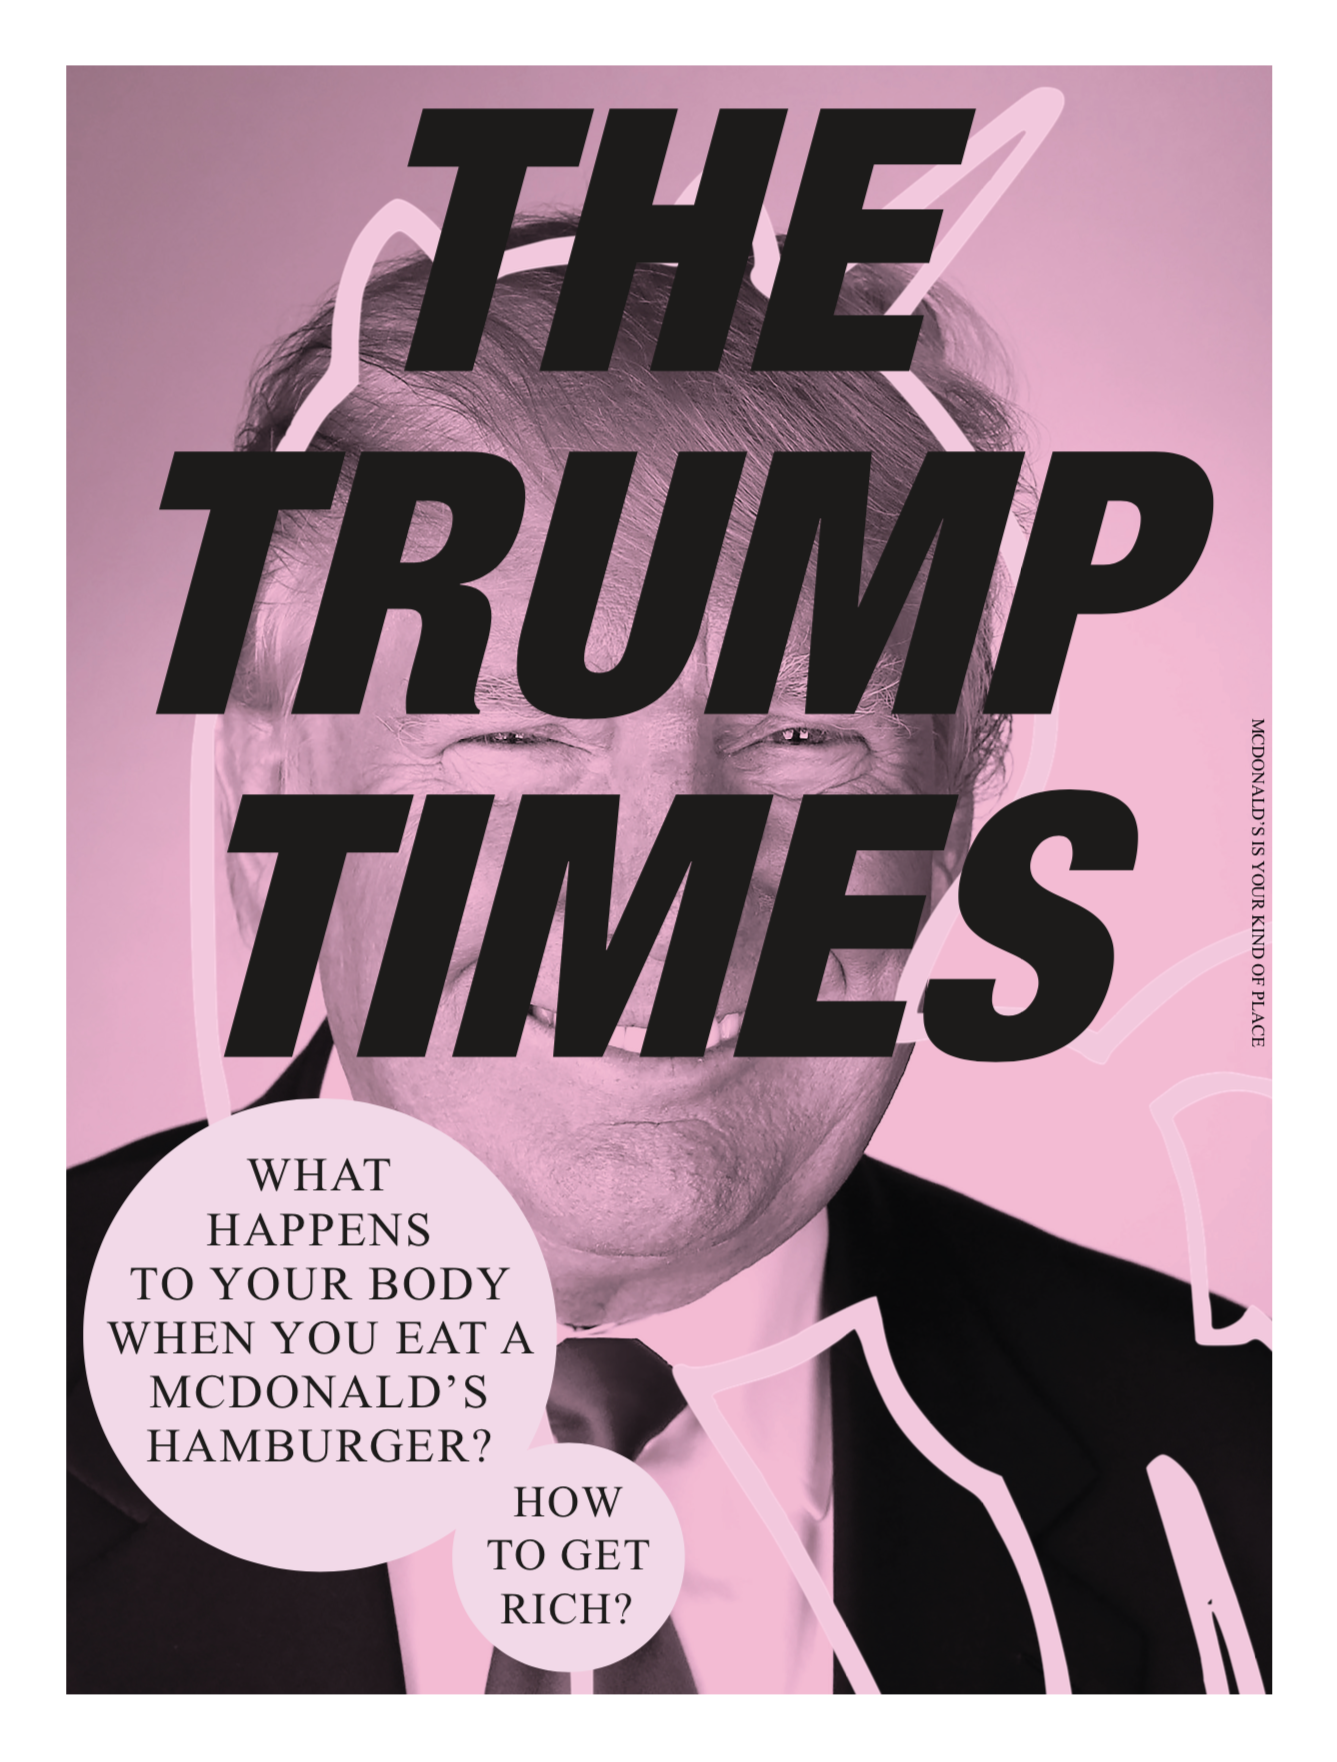 THE
TRUMP
TIMES
MCDONALD'S IS YOUR KIND OF PLACE
WHAT
HAPPENS
TO YOUR BODY
WHEN YOU EAT A
MCDONALD'S
HAMBURGER?
HOW
TO GET
RICH?